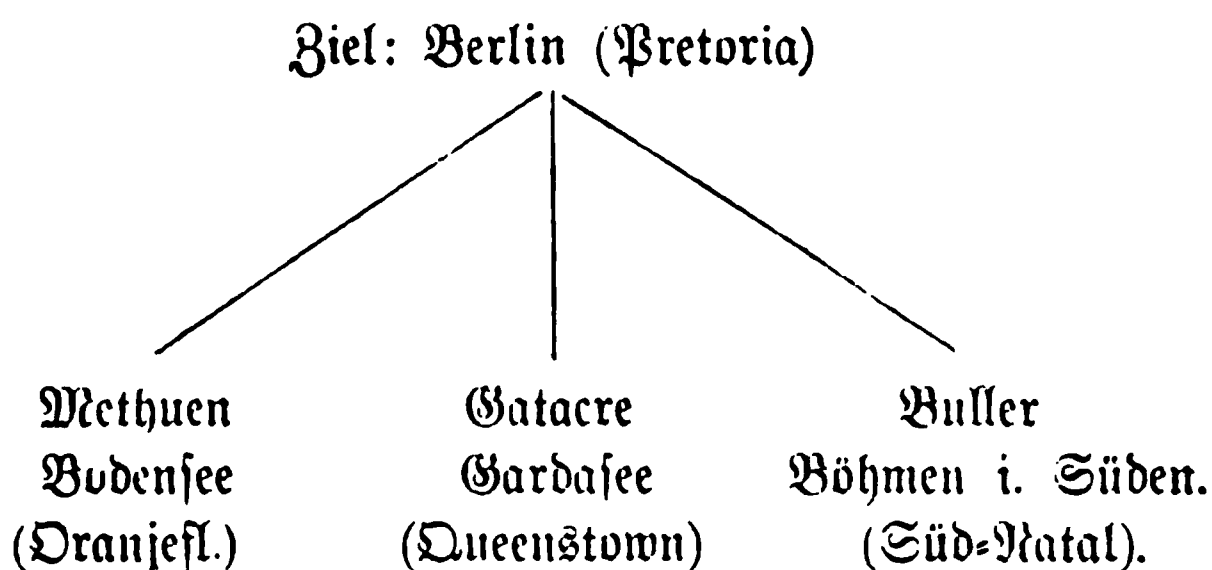 Ziel: Berlin (Pretoria)
Methuen Gatacre Buller
Bodensee Gardasee Böhmen i. Süden.
(Oranjefl.) (Queenstown) (Süd-Natal).